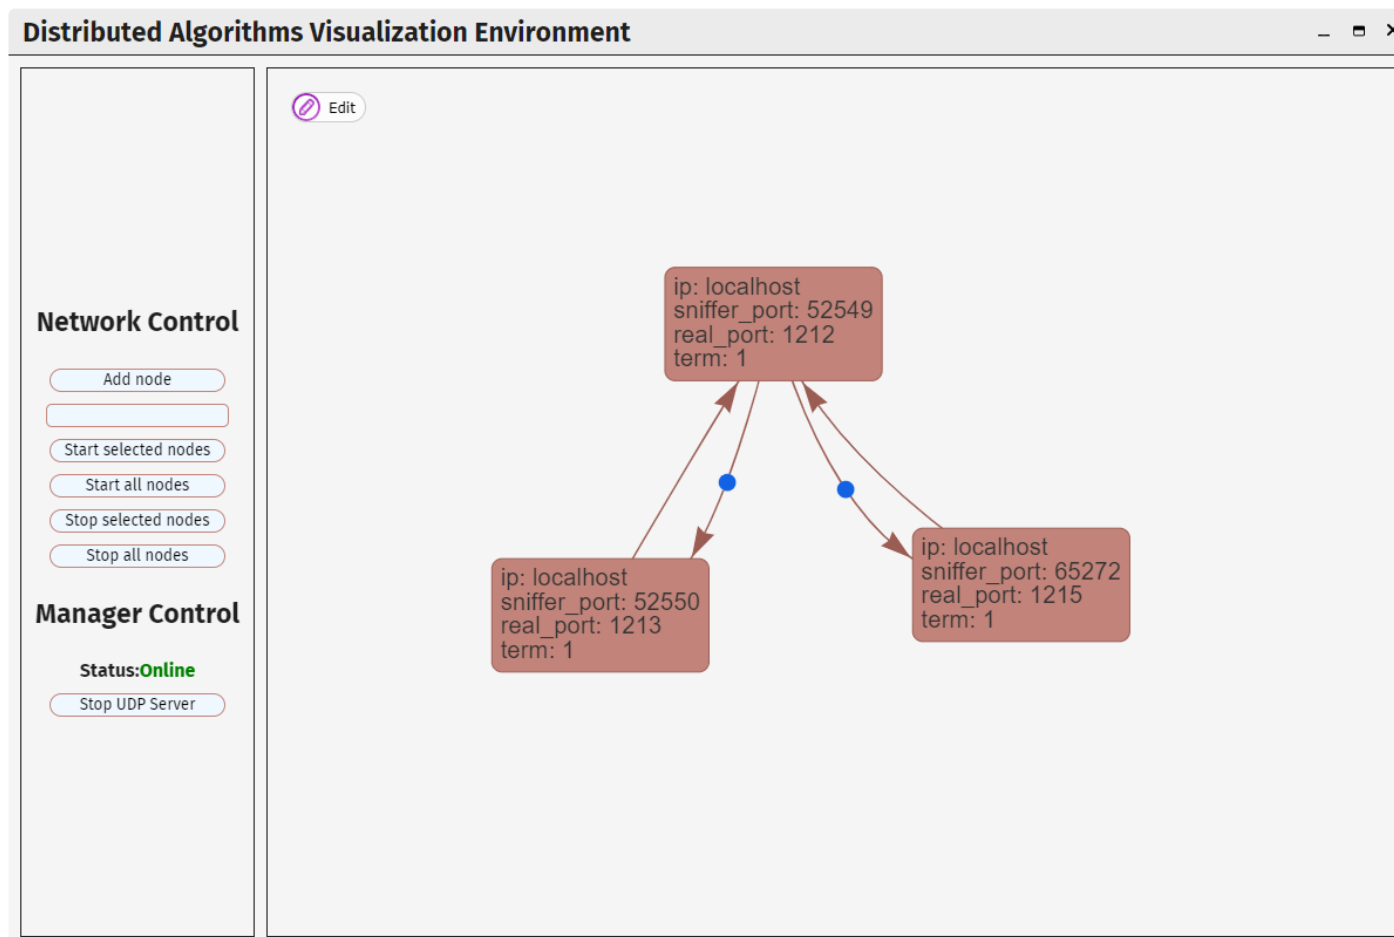 Distributed Algorithms Visualization Environment
Edit
Network Control
Add node
Start selected nodes
Start all nodes
Stop selected nodes
Stop all nodes
Manager Control
Status:Online
Stop UDP Server
ip: localhost
sniffer_port: 52549
real_port: 1212
term: 1
ip: localhost
sniffer_port: 52550
real_port: 1213
term: 1
ip: localhost
sniffer_port: 65272
real_port: 1215
term: 1